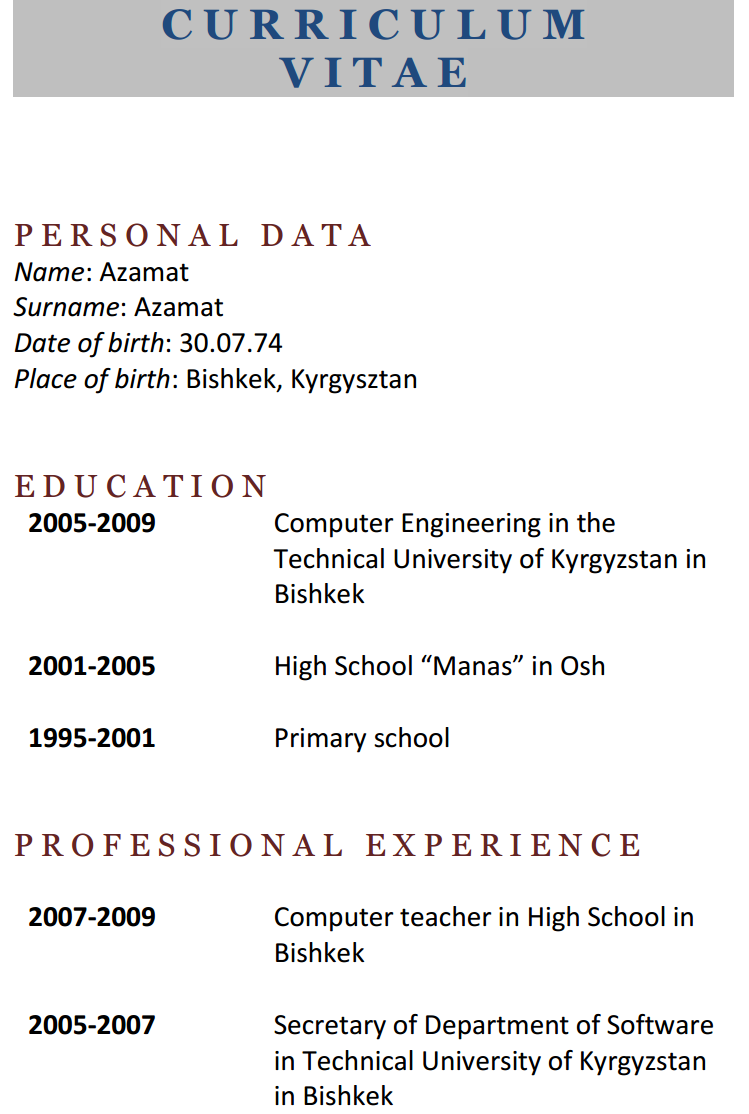 CURRICULUM
VITAE
PERSONAL DATA
Name: Azamat
Surname: Azamat
Date of birth: 30.07.74
Place of birth: Bishkek, Kyrgysztan
EDUCATION
2005-2009 Computer Engineering in the
Technical University of Kyrgyzstan in
Bishkek
2001-2005 High School “Manas” in Osh
1995-2001 Primary school
PROFESSIONAL EXPERIENCE
2007-2009 Computer teacher in High School in
Bishkek
2005-2007 Secretary of Department of Software
in Technical University of Kyrgyzstan
in Bishkek